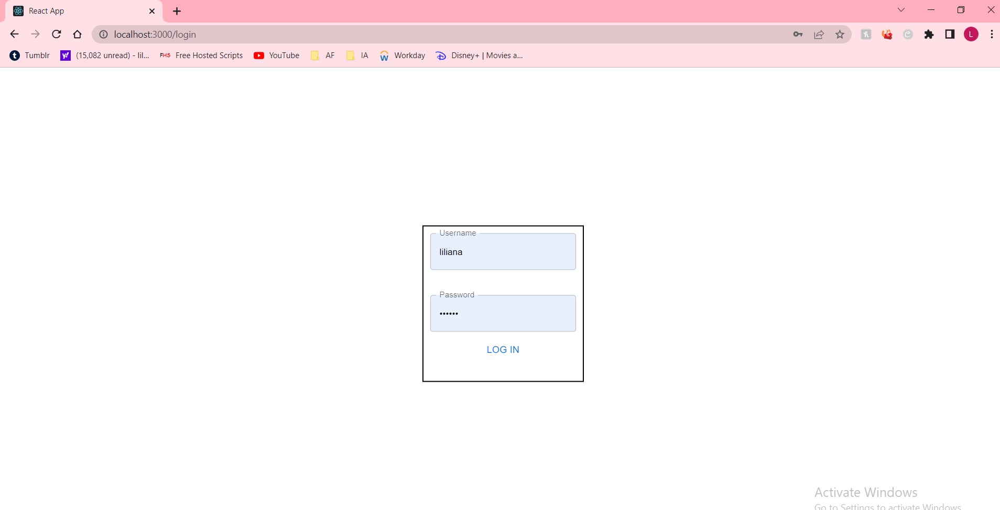 React App
localhost:3000/login
L
Tumblr
(15,082 unread) - lil...
FHS Free Hosted Scripts
YouTube
AF
IA
Workday
Disney+ | Movies a...
Username
liliana
Password
••••••
LOG IN
Activate Windows
Go to Settings to activate Windows.